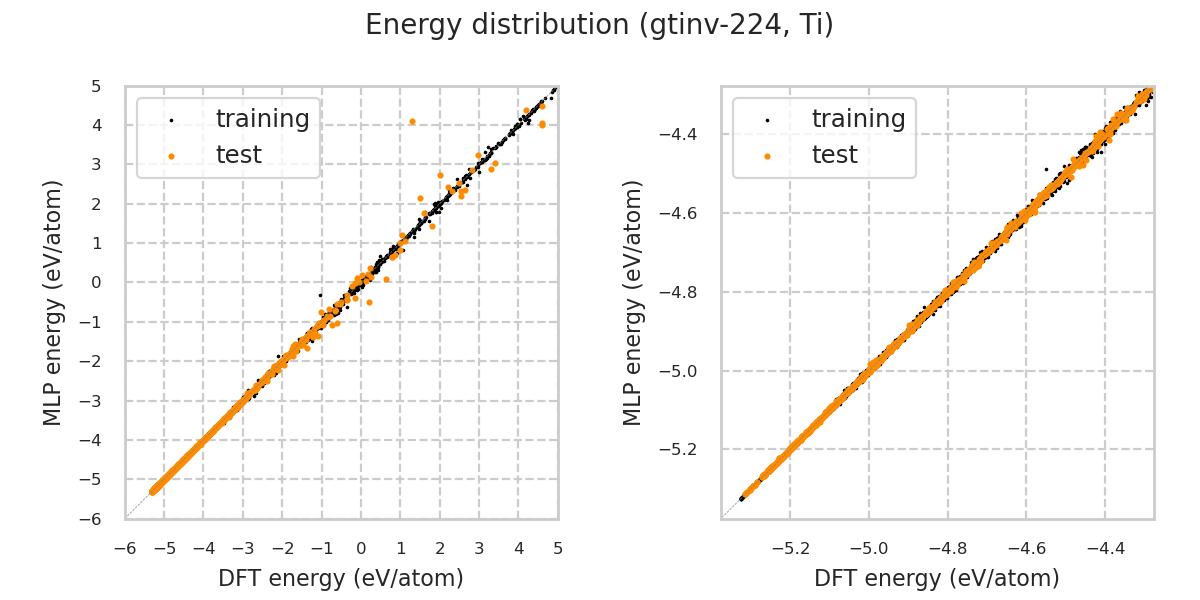 Energy distribution (gtinv-224, Ti)
MLP energy (eV/atom)
5
4
3
2
1
0
−1
−2
−3
−4
−5
−6
training
test
−6 −5 −4 −3 −2 −1 0 1 2 3 4 5
DFT energy (eV/atom)
MLP energy (eV/atom)
−4.4
−4.6
−4.8
−5.0
−5.2
training
test
−5.2 −5.0 −4.8 −4.6 −4.4
DFT energy (eV/atom)